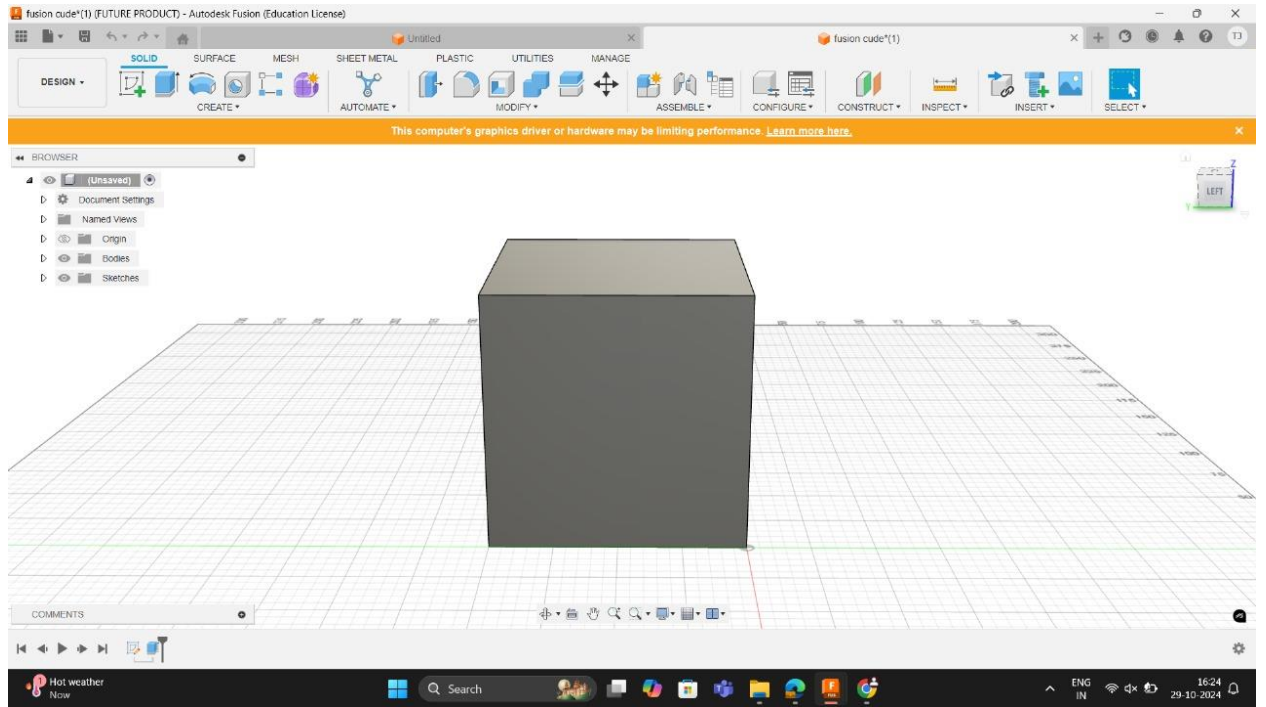 fusion cude*(1) (FUTURE PRODUCT) - Autodesk Fusion (Education License)
Untitled
fusion cude*(1)
TJ
SOLID SURFACE MESH SHEET METAL PLASTIC UTILITIES MANAGE
DESIGN
CREATE AUTOMATE MODIFY ASSEMBLE CONFIGURE CONSTRUCT INSPECT INSERT SELECT
This computer's graphics driver or hardware may be limiting performance. Learn more here.
BROWSER
(Unsaved)
Document Settings
Named Views
Origin
Bodies
Sketches
Z
LEFT
Y
COMMENTS
Hot weather
Now
Search
ENG
IN
16:24
29-10-2024